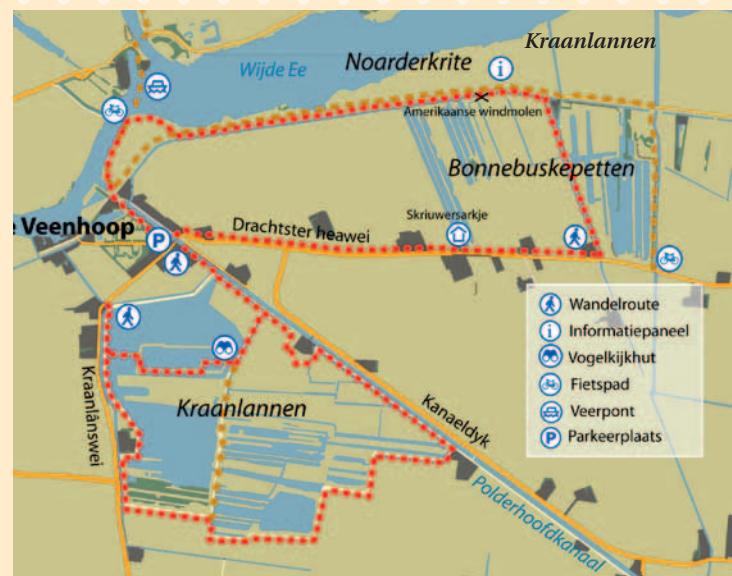 Kraanlannen
Noarderkrite
i
Wijde Ee
Amerikaanse windmolen
Bonnebuskepetten
Skriuwersarkje
e Veenhoop
Drachtster heawei
P
Wandelroute
i Informatiepaneel
Vogelkijkhut
Fietspad
Veerpont
P Parkeerplaats
Kraanlânswei
Kraanlannen
Kanaeldyk
Polderhoofdkanaal